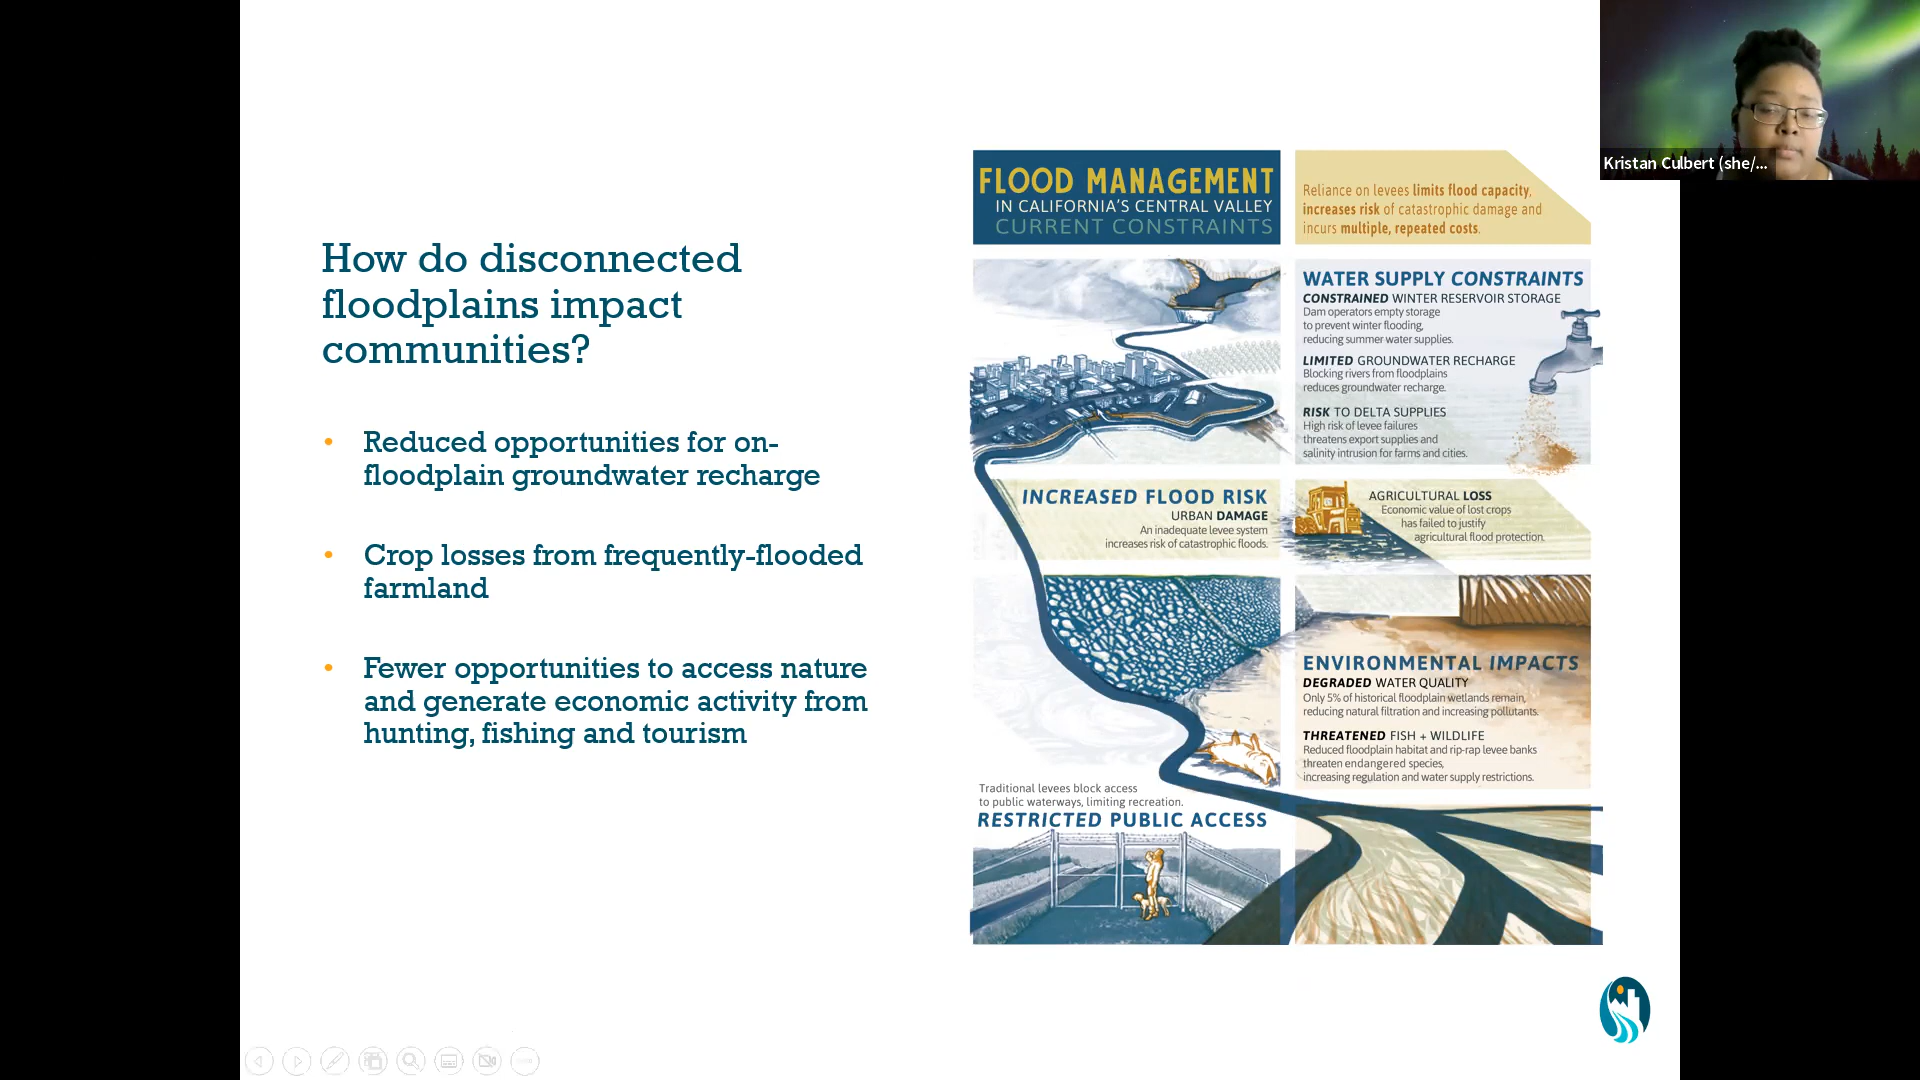 How do disconnected
floodplains impact
communities?
• Reduced opportunities for on-
floodplain groundwater recharge
• Crop losses from frequently-flooded
farmland
• Fewer opportunities to access nature
and generate economic activity from
hunting, fishing and tourism
FLOOD MANAGEMENT
IN CALIFORNIA'S CENTRAL VALLEY
CURRENT CONSTRAINTS
Reliance on levees limits flood capacity,
increases risk of catastrophic damage and
incurs multiple, repeated costs.
WATER SUPPLY CONSTRAINTS
CONSTRAINED WINTER RESERVOIR STORAGE
Dam operators empty storage
to prevent winter flooding,
reducing summer water supplies.
LIMITED GROUNDWATER RECHARGE
Blocking rivers from floodplains
reduces groundwater recharge.
RISK TO DELTA SUPPLIES
High risk of levee failures
threatens export supplies and
salinity intrusion for farms and cities.
INCREASED FLOOD RISK
URBAN DAMAGE
An inadequate levee system
increases risk of catastrophic floods.
AGRICULTURAL LOSS
Economic value of lost crops
has failed to justify
agricultural flood protection.
ENVIRONMENTAL IMPACTS
DEGRADED WATER QUALITY
Only 5% of historical floodplain wetlands remain,
reducing natural filtration and increasing pollutants.
THREATENED FISH + WILDLIFE
Reduced floodplain habitat and rip-rap levee banks
threaten endangered species,
increasing regulation and water supply restrictions.
Traditional levees block access
to public waterways, limiting recreation.
RESTRICTED PUBLIC ACCESS
Kristan Culbert (she/...